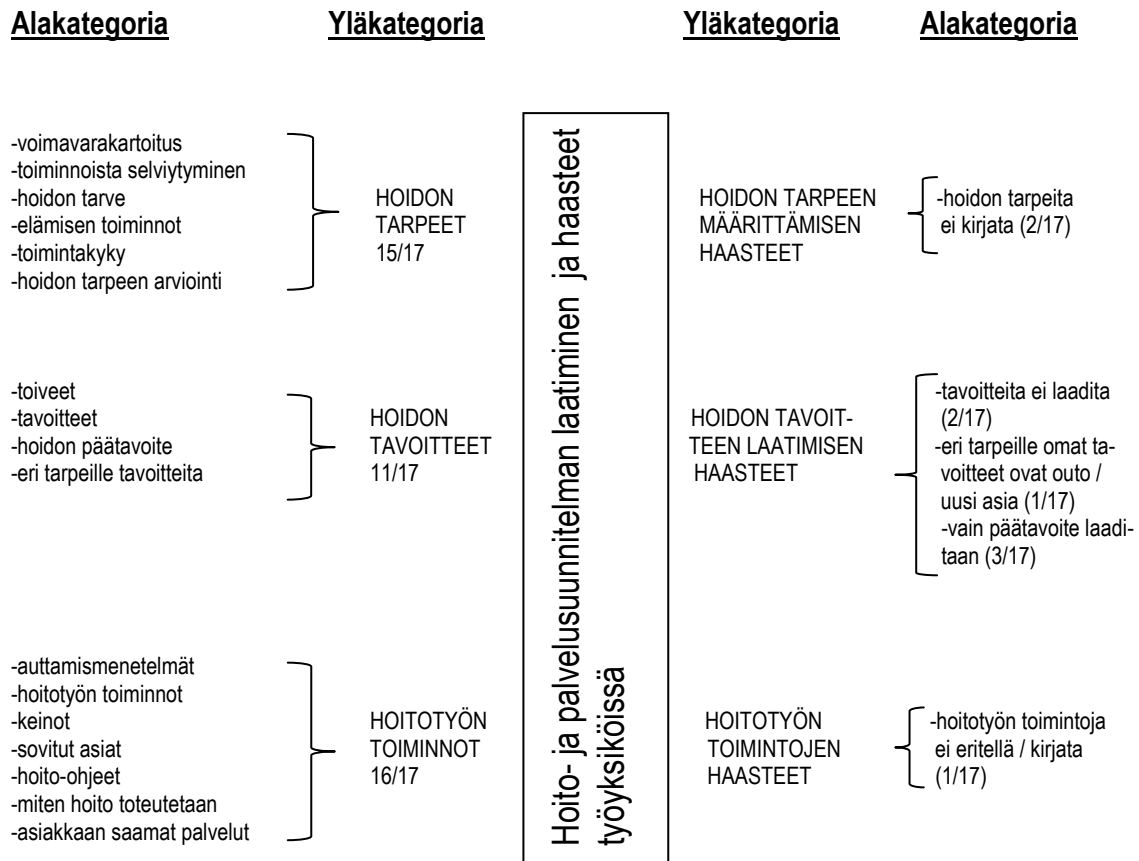 Alakategoria
Yläkategoria
Yläkategoria
Alakategoria
-voimavarakartoitus
-toiminnoista selviytyminen
-hoidon tarve
-elämisen toiminnot
-toimintakyky
-hoidon tarpeen arviointi
HOIDON
TARPEET
15/17
-toiveet
-tavoitteet
-hoidon päätavoite
-eri tarpeille tavoitteita
HOIDON
TAVOITTEET
11/17
-auttamismenetelmät
-hoitotyön toiminnot
-keinot
-sovitut asiat
-hoito-ohjeet
-miten hoito toteutetaan
-asiakkaan saamat palvelut
HOITOTYÖN
TOIMINNOT
16/17
Hoito- ja palvelusuunnitelman laatiminen ja haasteet
työyksiköissä
HOIDON TARPEEN
MÄÄRITTÄMISEN
HAASTEET
-hoidon tarpeita
ei kirjata (2/17)
HOIDON TAVOIT-
TEEN LAATIMISEN
HAASTEET
-tavoitteita ei laadita
(2/17)
-eri tarpeille omat ta-
voitteet ovat outo /
uusi asia (1/17)
-vain päätavoite laadi-
taan (3/17)
HOITOTYÖN
TOIMINTOJEN
HAASTEET
-hoitotyön toimintoja
ei eritellä / kirjata
(1/17)